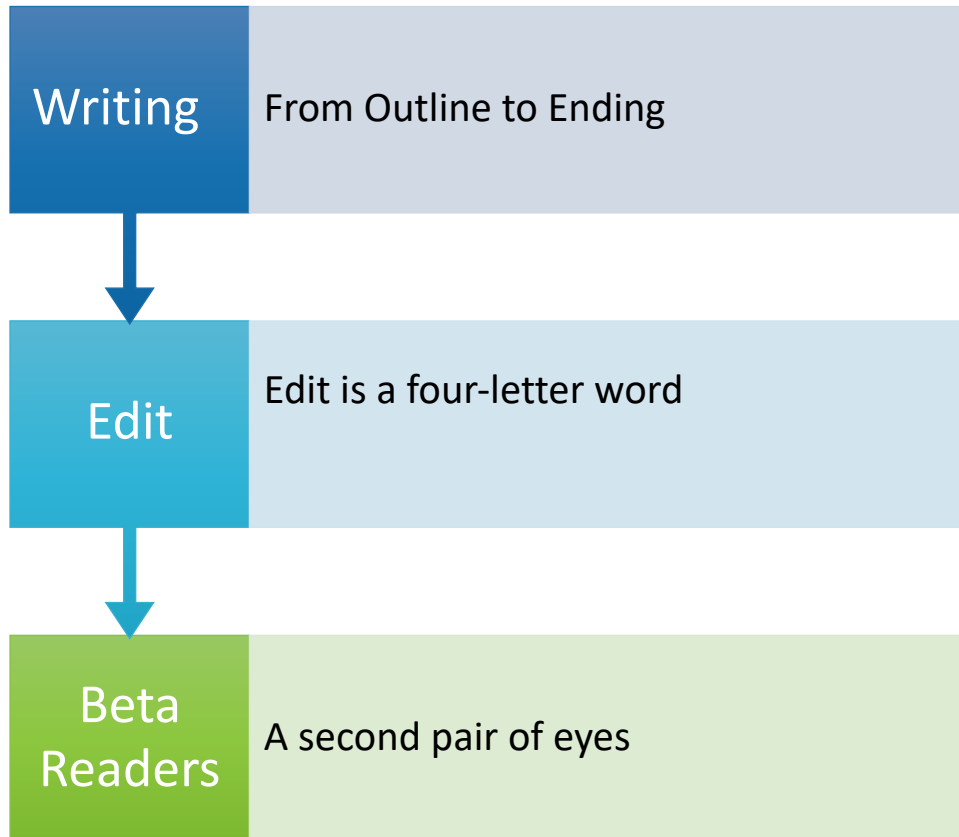 Writing
From Outline to Ending
Edit
Edit is a four-letter word
Beta
Readers
A second pair of eyes